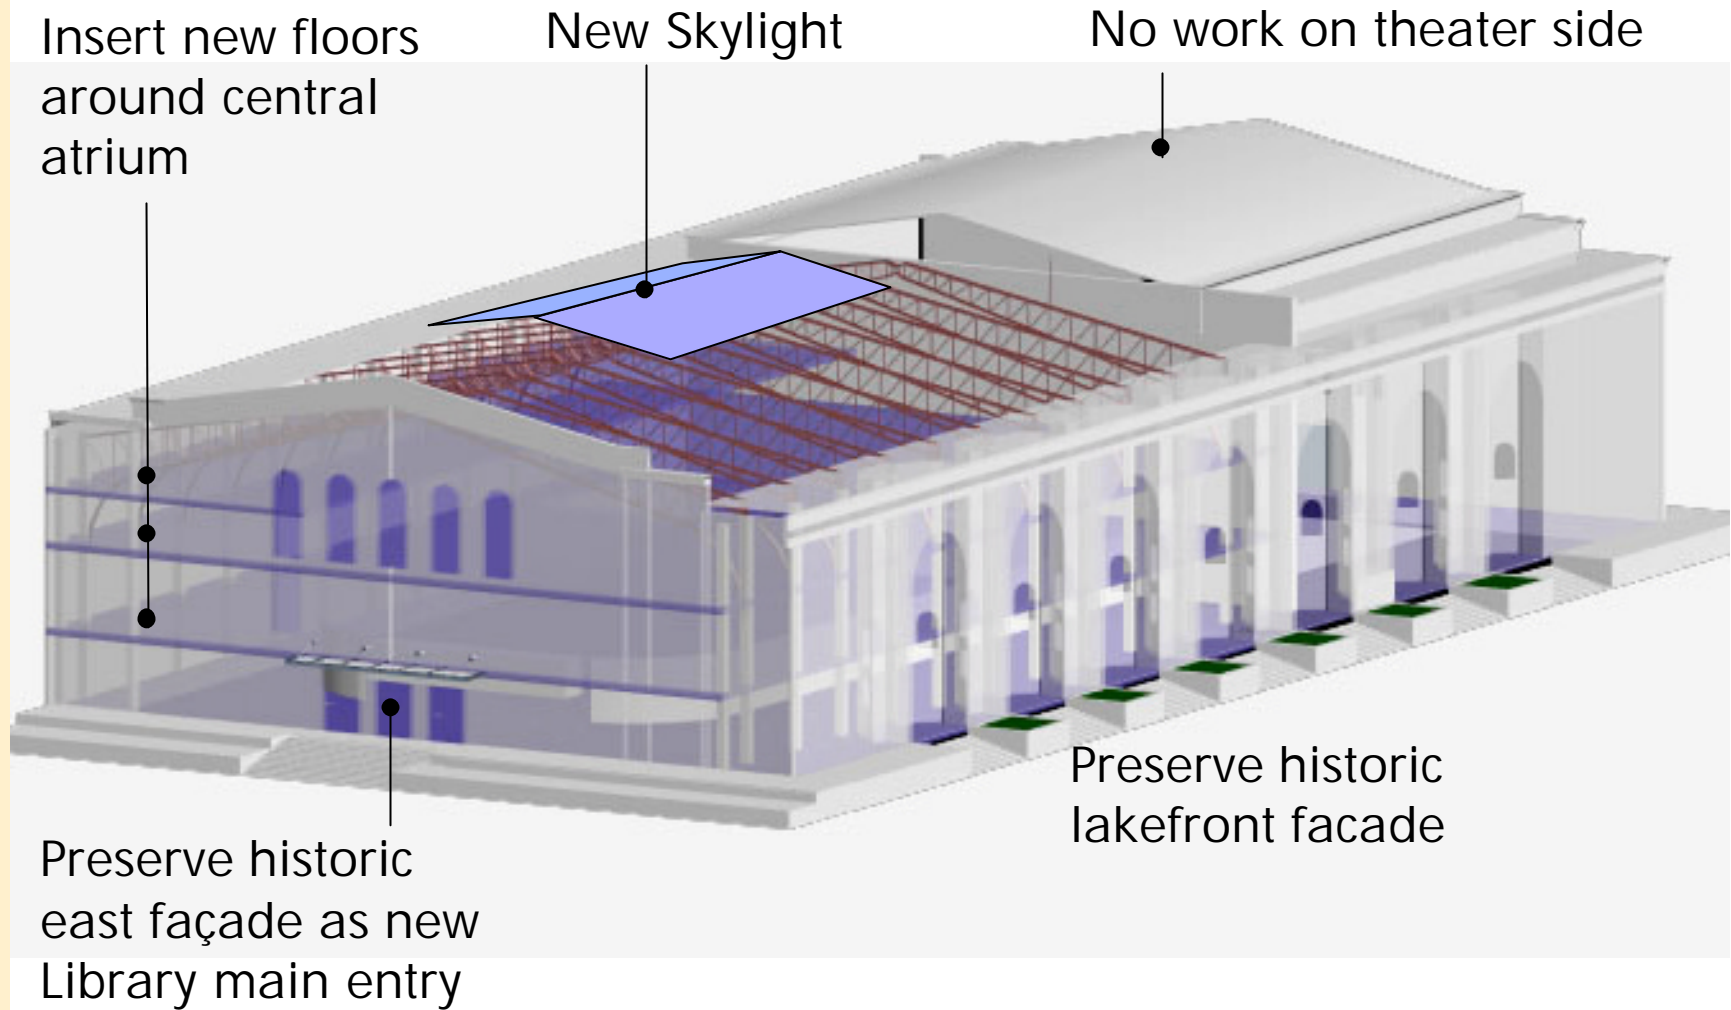 Insert new floors
around central
atrium
New Skylight
No work on theater side
Preserve historic
lakefront facade
Preserve historic
east façade as new
Library main entry